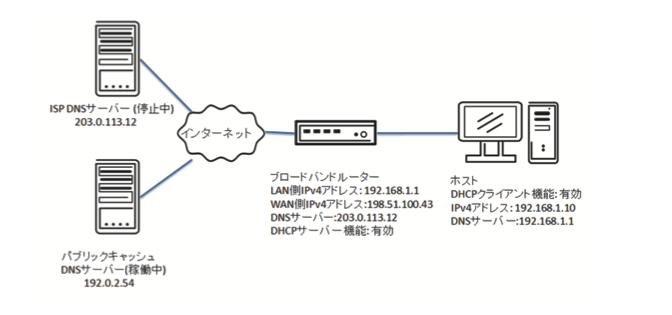 ISP DNSサーバー (停止中)
203.0.113.12
インターネット
ブロードバンドルーター
LAN側IPv4アドレス: 192.168.1.1
WAN側IPv4アドレス:198.51.100.43
DNSサーバー:203.0.113.12
DHCPサーバー機能: 有効
ホスト
DHCPクライアント機能: 有効
IPv4アドレス: 192.168.1.10
DNSサーバー:192.168.1.1
パブリックキャッシュ
DNSサーバー(稼働中)
192.0.2.54